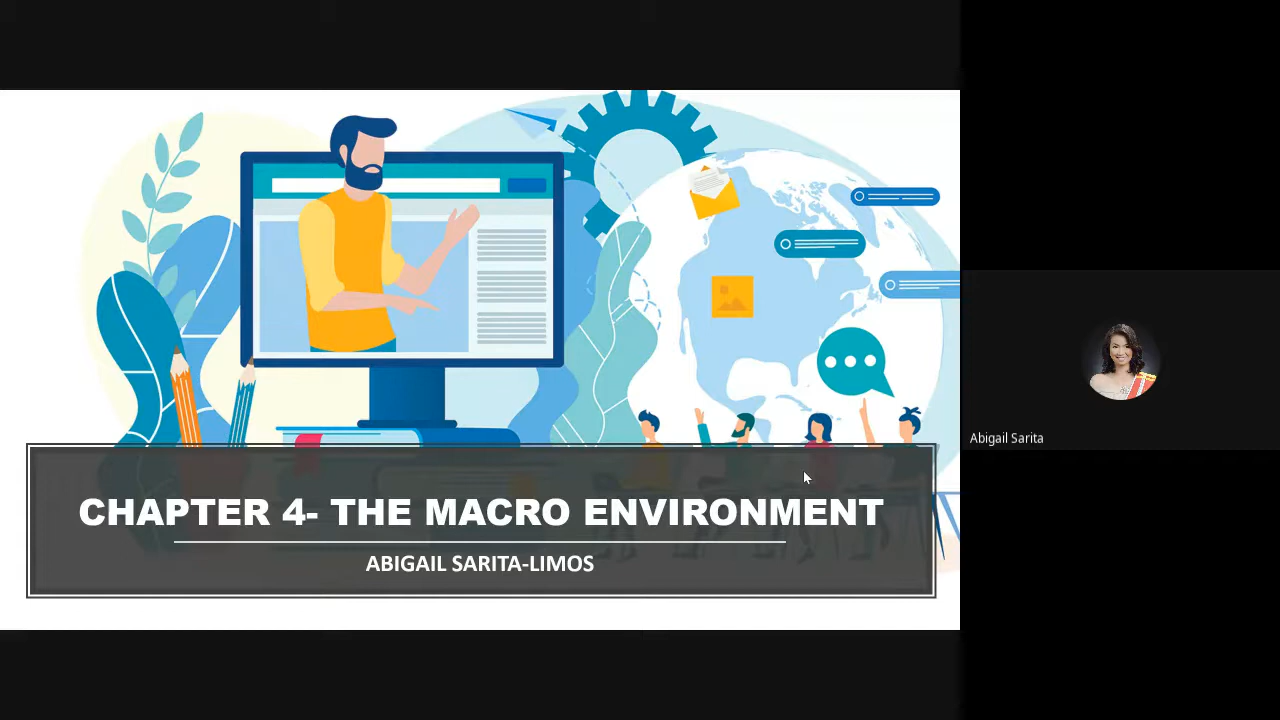 CHAPTER 4- THE MACRO ENVIRONMENT
ABIGAIL SARITA-LIMOS
Abigail Sarita